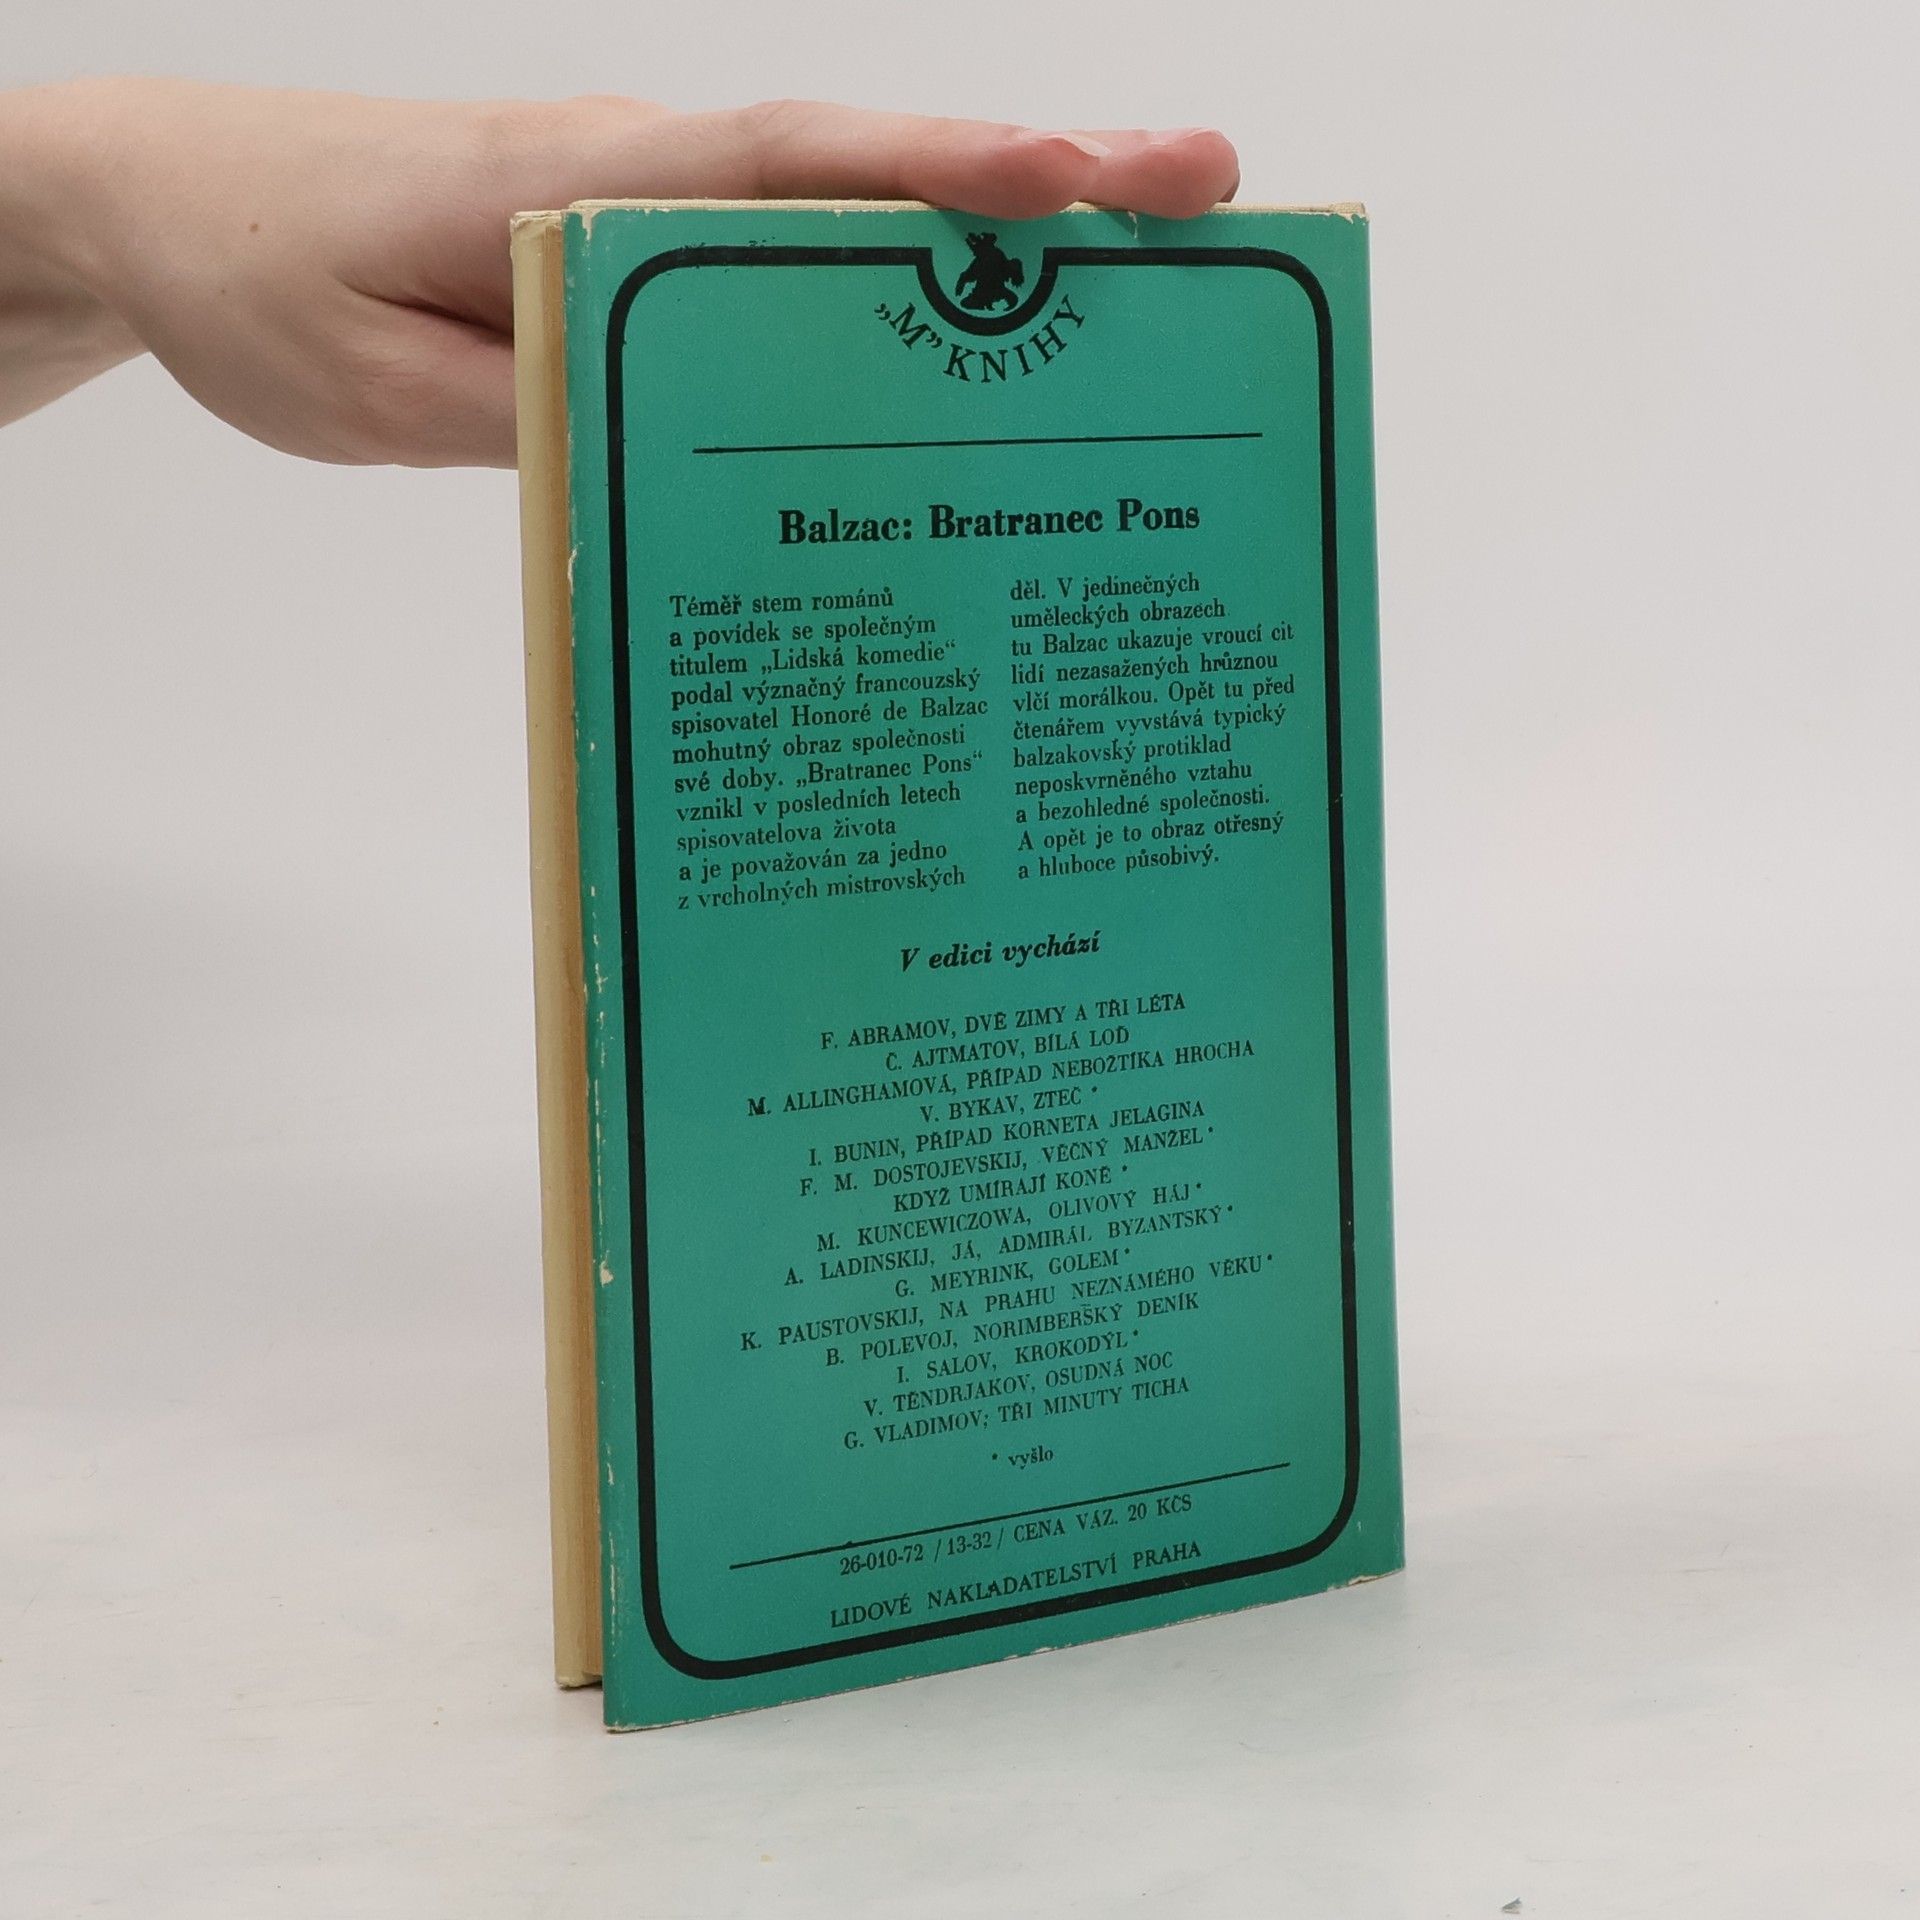 „M” KNIHY
Balzac: Bratranec Pons
Téměř stem románů
a povídek se společným
titulem „Lidská komedie“
podal význačný francouzský
spisovatel Honoré de Balzac
mohutný obraz společnosti
své doby. „Bratranec Pons“
vznikl v posledních letech
spisovatelova života
a je považován za jedno
z vrcholných mistrovských
děl. V jedinečných
uměleckých obrazech
tu Balzac ukazuje vroucí cit
lidí nezasažených hrůznou
vlčí morálkou. Opět tu před
čtenářem vyvstává typický
balzakovský protiklad
neposkvrněného vztahu
a bezohledné společnosti.
A opět je to obraz otřesný
a hluboce působivý.
V edici vychází
F. ABRAMOV, DVĚ ZIMY A TŘI LÉTA
Č. AJTMATOV, BÍLÁ LOĎ
M. ALLINGHAMOVÁ, PŘÍPAD NEBOŽTÍKA HROCHA
V. BYKAV, ZTEČ *
I. BUNIN, PŘÍPAD KORNETA JELAGINA
F. M. DOSTOJEVSKIJ, VĚČNÝ MANŽEL *
KDYŽ UMÍRAJÍ KONĚ *
M. KUNCEWICZOWA, OLIVOVÝ HÁJ *
A. LADINSKIJ, JÁ, ADMIRÁL BYZANTSKÝ *
G. MEYRINK, GOLEM *
K. PAUSTOVSKIJ, NA PRAHU NEZNÁMÉHO VĚKU *
B. POLEVOJ, NORIMBERSKÝ DENÍK
I. SALOV, KROKODÝL *
V. TĚNDRJAKOV, OSUDNÁ NOC
G. VLADIMOV; TŘI MINUTY TICHA
* vyšlo
26-010-72 / 13-32 / CENA VÁZ. 20 KČS
LIDOVÉ NAKLADATELSTVÍ PRAHA